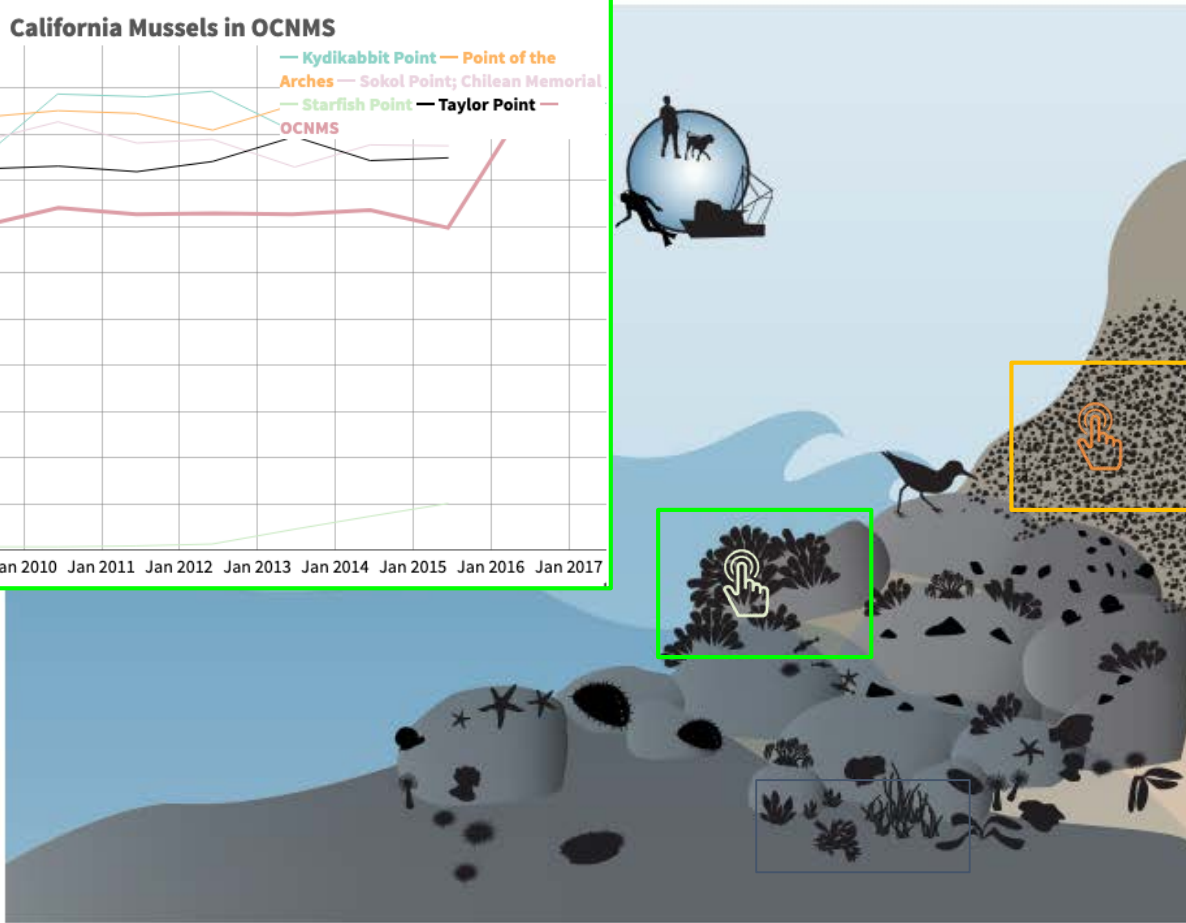 California Mussels in OCNMS
— Kydikabbit Point — Point of the
Arches — Sokol Point; Chilean Memorial
— Starfish Point — Taylor Point —
OCNMS
an 2010 Jan 2011 Jan 2012 Jan 2013 Jan 2014 Jan 2015 Jan 2016 Jan 2017